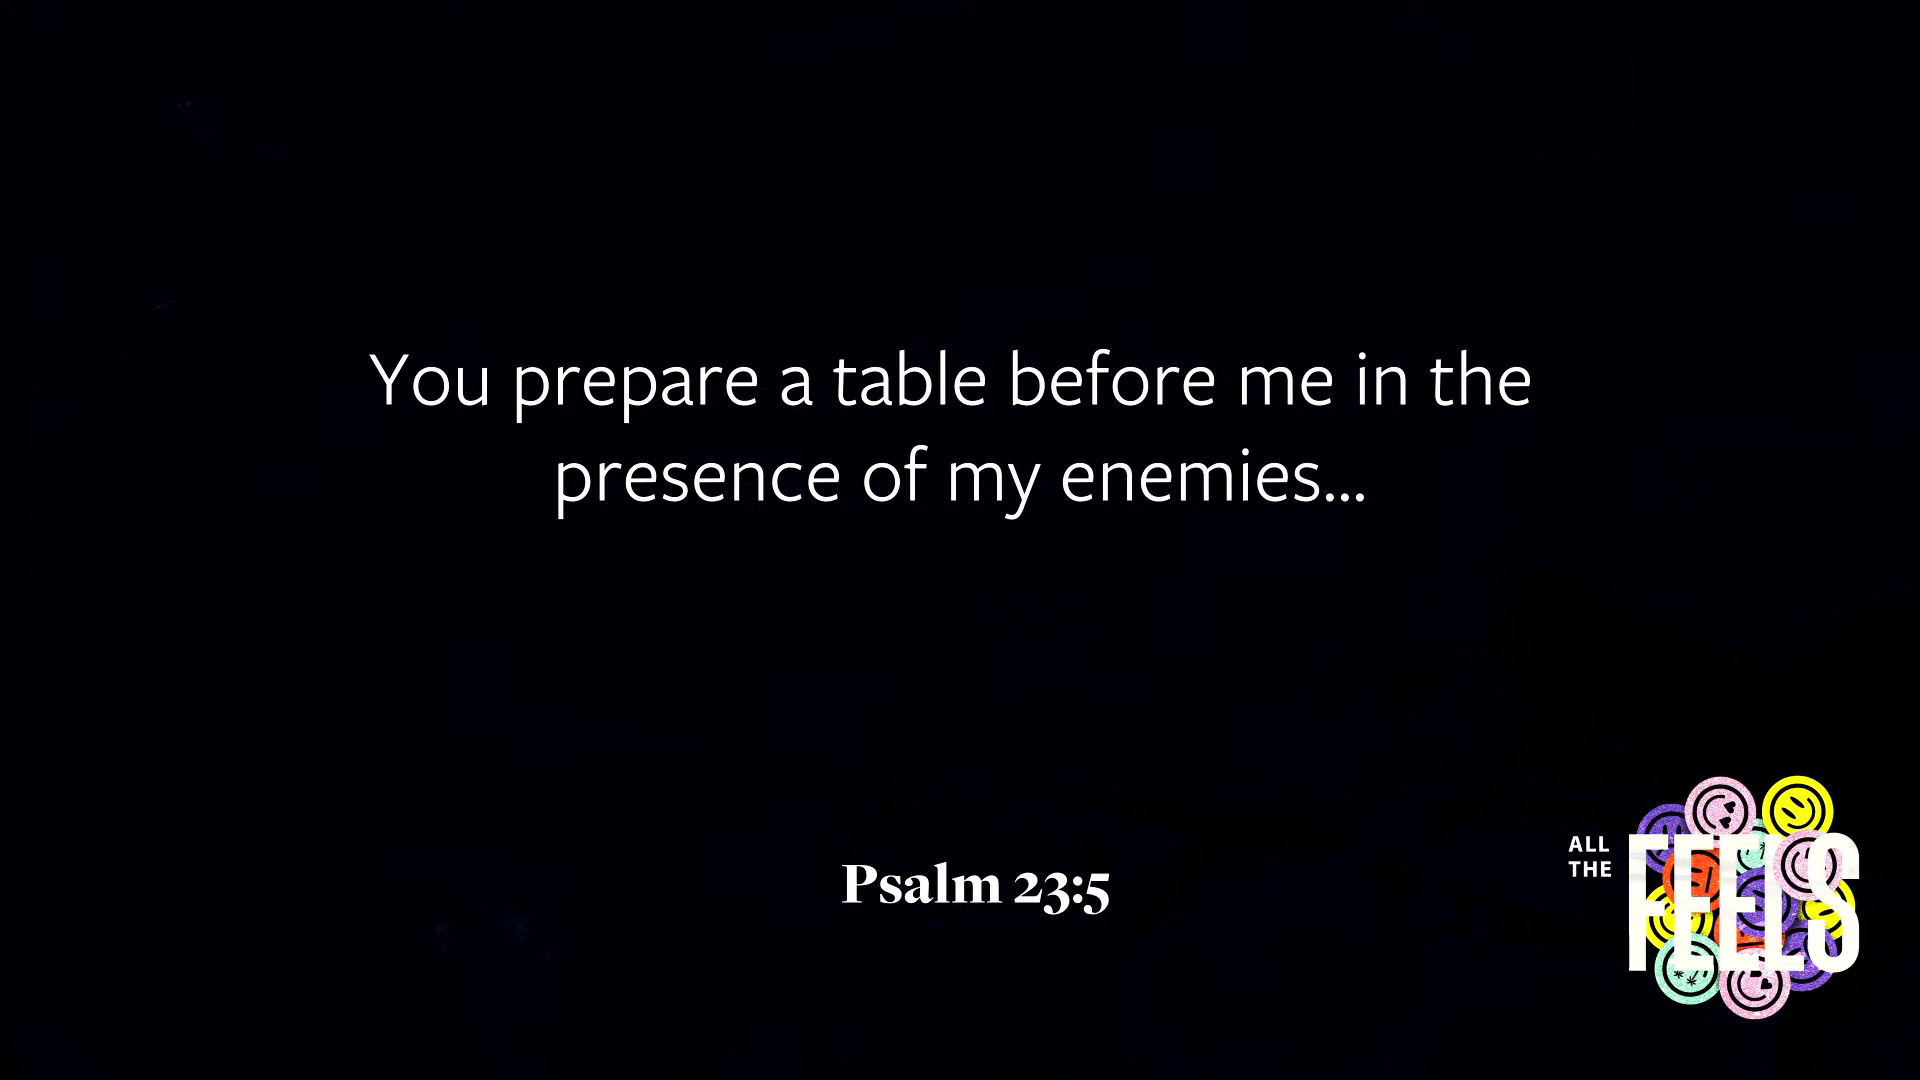 You prepare a table before me in the
presence of my enemies...
Psalm 23:5
ALL
THE
FEELS